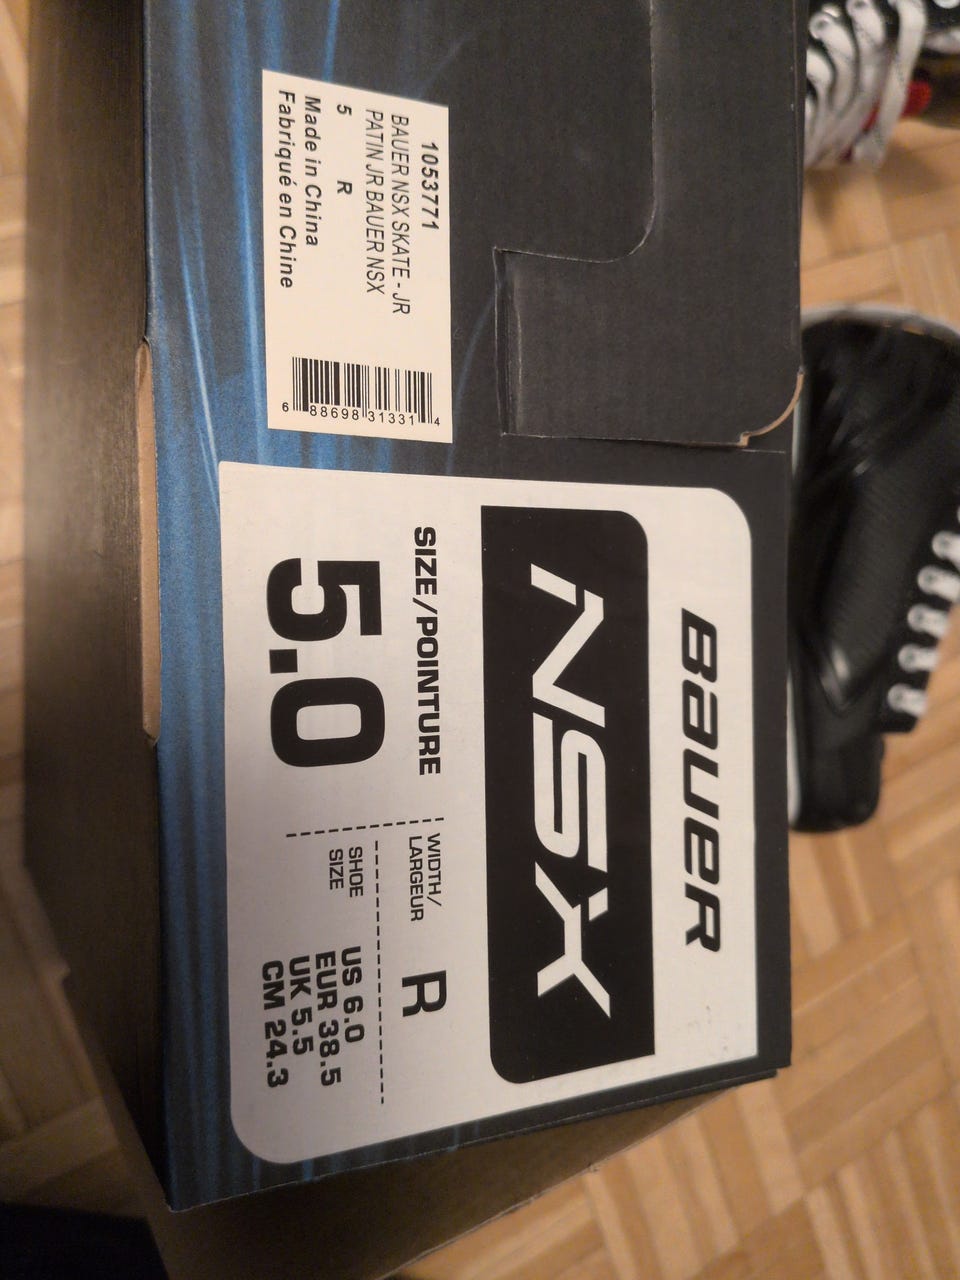 1053771
BAUER NSX SKATE - JR
PATIN JR BAUER NSX
5 R
Made in China
Fabriqué en Chine
6 88698 31331 4
BAUER
NSX
SIZE/POINTURE
5.0
WIDTH/
LARGEUR
R
SHOE
SIZE
US 6.0
EUR 38.5
UK 5.5
CM 24.3